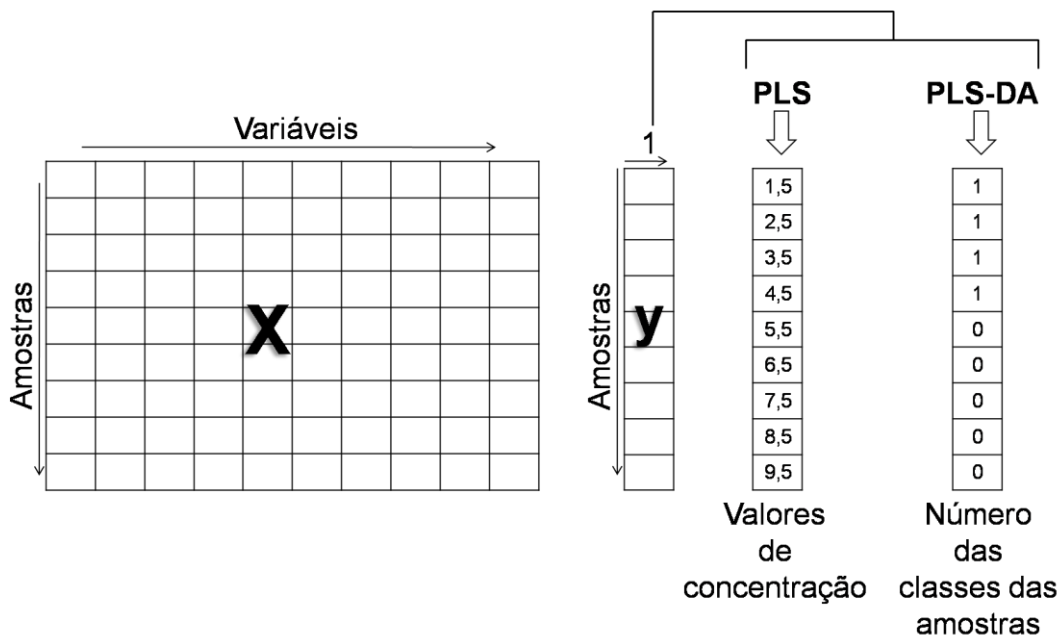 PLS
PLS-DA
Variáveis
1
Amostras
X
Amostras
y
1,5
2,5
3,5
4,5
5,5
6,5
7,5
8,5
9,5
1
1
1
1
0
0
0
0
0
Valores
de
concentração
Número
das
classes das
amostras